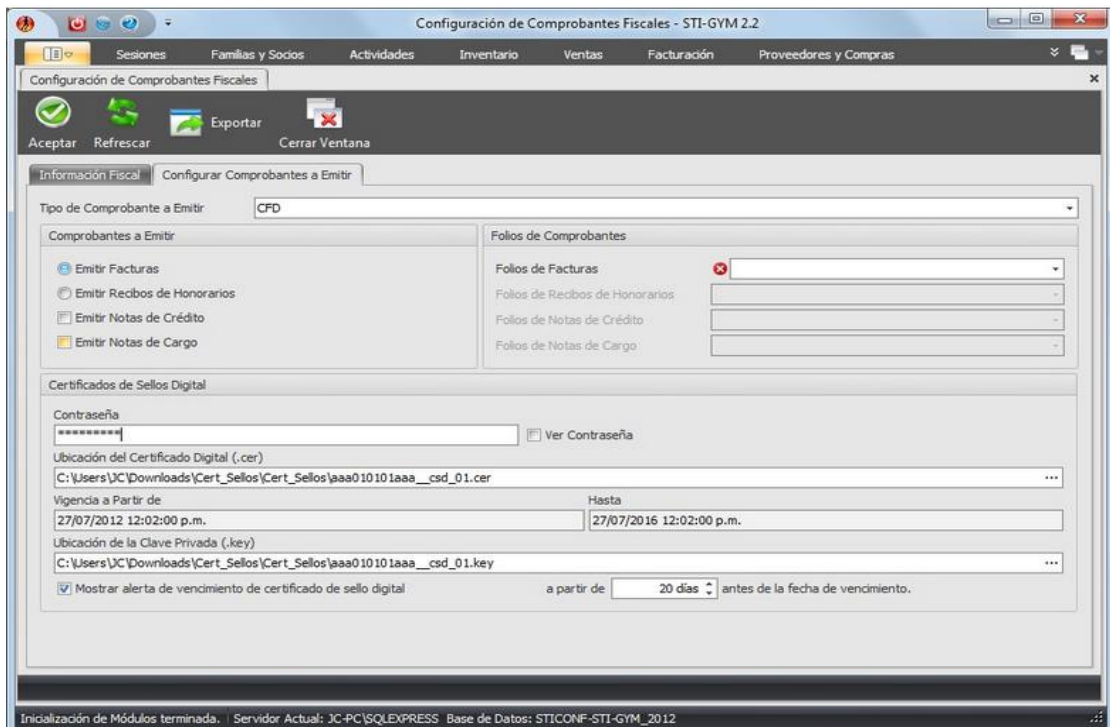 Configuración de Comprobantes Fiscales - STI-GYM 2.2
Sesiones Familias y Socios Actividades Inventario Ventas Facturación Proveedores y Compras
Configuración de Comprobantes Fiscales
Aceptar Refrescar Exportar Cerrar Ventana
Información Fiscal Configurar Comprobantes a Emitir
Tipo de Comprobante a Emitir CFD
Comprobantes a Emitir Folios de Comprobantes
Emitir Facturas Folios de Facturas
Emitir Recibos de Honorarios Folios de Recibos de Honorarios
Emitir Notas de Crédito Folios de Notas de Crédito
Emitir Notas de Cargo Folios de Notas de Cargo
Certificados de Sellos Digital
Contraseña
********* Ver Contraseña
Ubicación del Certificado Digital (.cer)
C:\Users\JC\Downloads\Cert_Sellos\Cert_Sellos\aaa010101aaa__csd_01.cer ...
Vigencia a Partir de Hasta
27/07/2012 12:02:00 p.m. 27/07/2016 12:02:00 p.m.
Ubicación de la Clave Privada (.key)
C:\Users\JC\Downloads\Cert_Sellos\Cert_Sellos\aaa010101aaa__csd_01.key ...
Mostrar alerta de vencimiento de certificado de sello digital a partir de 20 días antes de la fecha de vencimiento.
Inicialización de Módulos terminada. Servidor Actual: JC-PC\SQLEXPRESS Base de Datos: STICONF-STI-GYM_2012